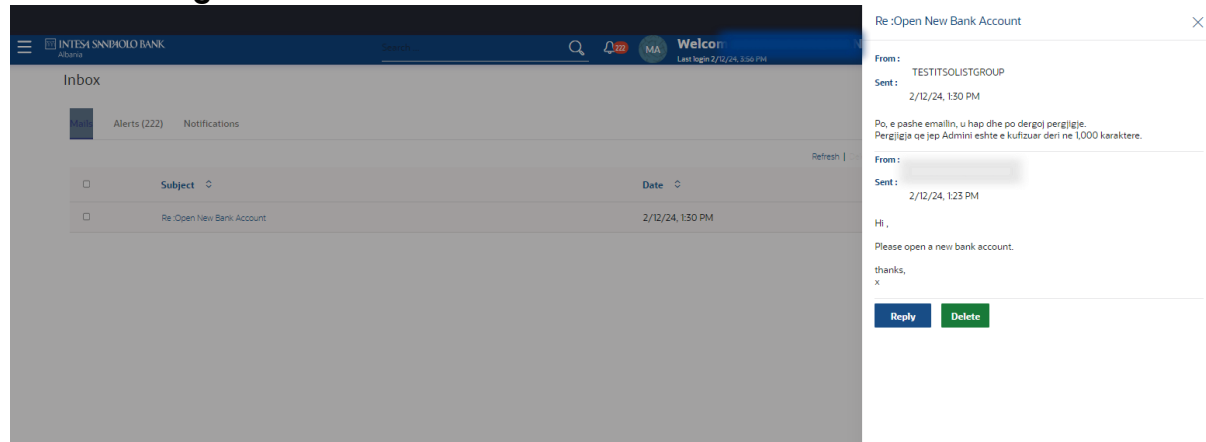 Re :Open New Bank Account
INTESA SANPAOLO BANK
Albania
222
MA
Welcom
Last login 2/12/24, 3:56 PM
Inbox
Mails
Alerts (222)
Notifications
Refresh |
Subject
Date
Re :Open New Bank Account
2/12/24, 1:30 PM
From :
TESTITSOLISTGROUP
Sent :
2/12/24, 1:30 PM
Po, e pashe emailin, u hap dhe po dergoj pergjigje.
Pergjigja qe jep Admini eshte e kufizuar deri ne 1,000 karaktere.
From :
Sent :
2/12/24, 1:23 PM
Hi ,
Please open a new bank account.
thanks,
x
Reply
Delete